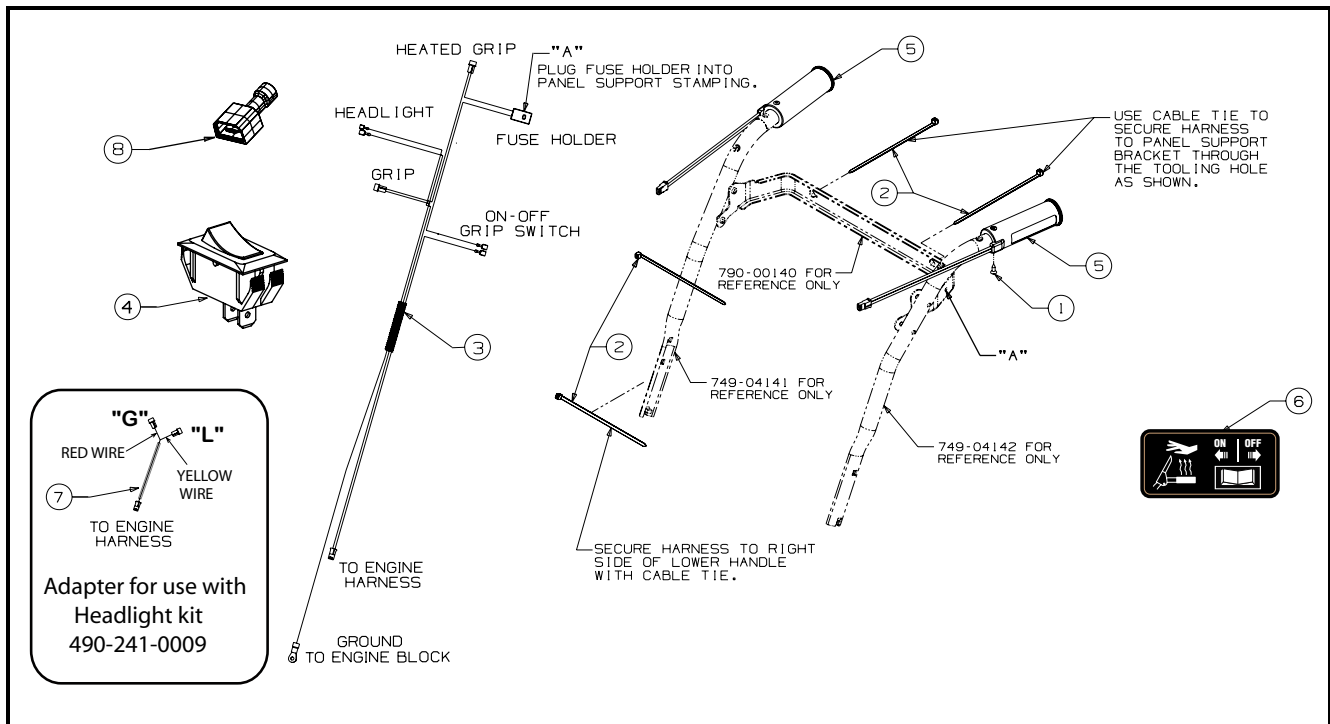 HEATED GRIP
"A"
PLUG FUSE HOLDER INTO
PANEL SUPPORT STAMPING.
HEADLIGHT
FUSE HOLDER
GRIP
ON-OFF
GRIP SWITCH
8
4
3
5
USE CABLE TIE TO
SECURE HARNESS
TO PANEL SUPPORT
BRACKET THROUGH
THE TOOLING HOLE
AS SHOWN.
2
790-00140 FOR
REFERENCE ONLY
5
1
2
"A"
749-04141 FOR
REFERENCE ONLY
6
ON
OFF
749-04142 FOR
REFERENCE ONLY
SECURE HARNESS TO RIGHT
SIDE OF LOWER HANDLE
WITH CABLE TIE.
TO ENGINE
HARNESS
GROUND
TO ENGINE BLOCK
"G"
"L"
RED WIRE
YELLOW
WIRE
7
TO ENGINE
HARNESS
Adapter for use with
Headlight kit
490-241-0009